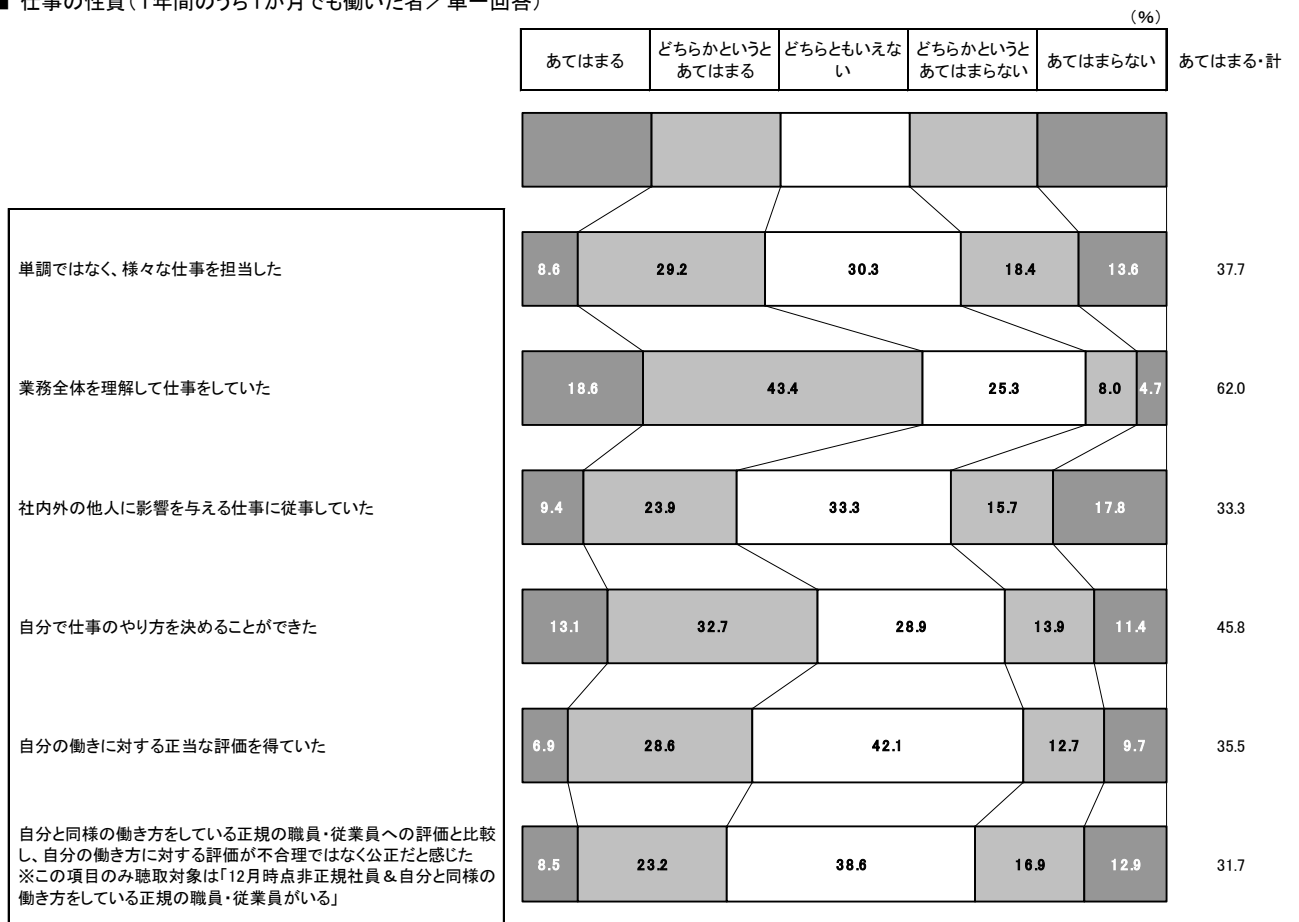 ■ 仕事の性質(1年間のうち1か月でも働いた者／単一回答)
(%)
あてはまる
どちらかというと
あてはまる
どちらともいえな
い
どちらかというと
あてはまらない
あてはまらない
あてはまる・計
単調ではなく、様々な仕事を担当した
8.6 29.2 30.3 18.4 13.6 37.7
業務全体を理解して仕事をしていた
18.6 43.4 25.3 8.0 4.7 62.0
社内外の他人に影響を与える仕事に従事していた
9.4 23.9 33.3 15.7 17.8 33.3
自分で仕事のやり方を決めることができた
13.1 32.7 28.9 13.9 11.4 45.8
自分の働きに対する正当な評価を得ていた
6.9 28.6 42.1 12.7 9.7 35.5
自分と同様の働き方をしている正規の職員・従業員への評価と比較
し、自分の働き方に対する評価が不合理ではなく公正だと感じた
※この項目のみ聴取対象は「12月時点非正規社員＆自分と同様の
働き方をしている正規の職員・従業員がいる」
8.5 23.2 38.6 16.9 12.9 31.7